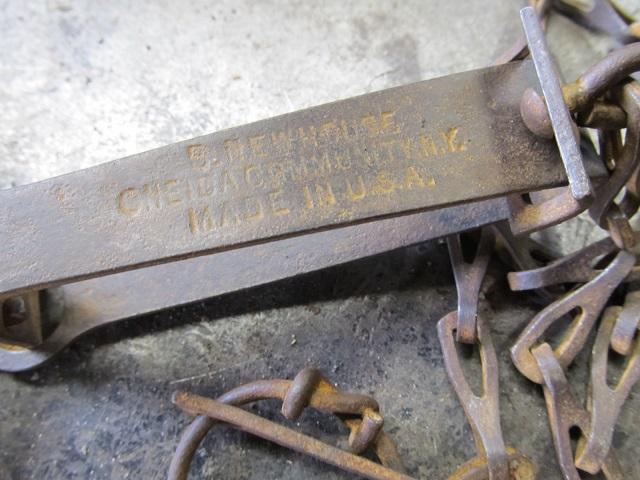 S. NEWHOUSE
ONEIDA COMMUNITY N.Y.
MADE IN U.S.A.